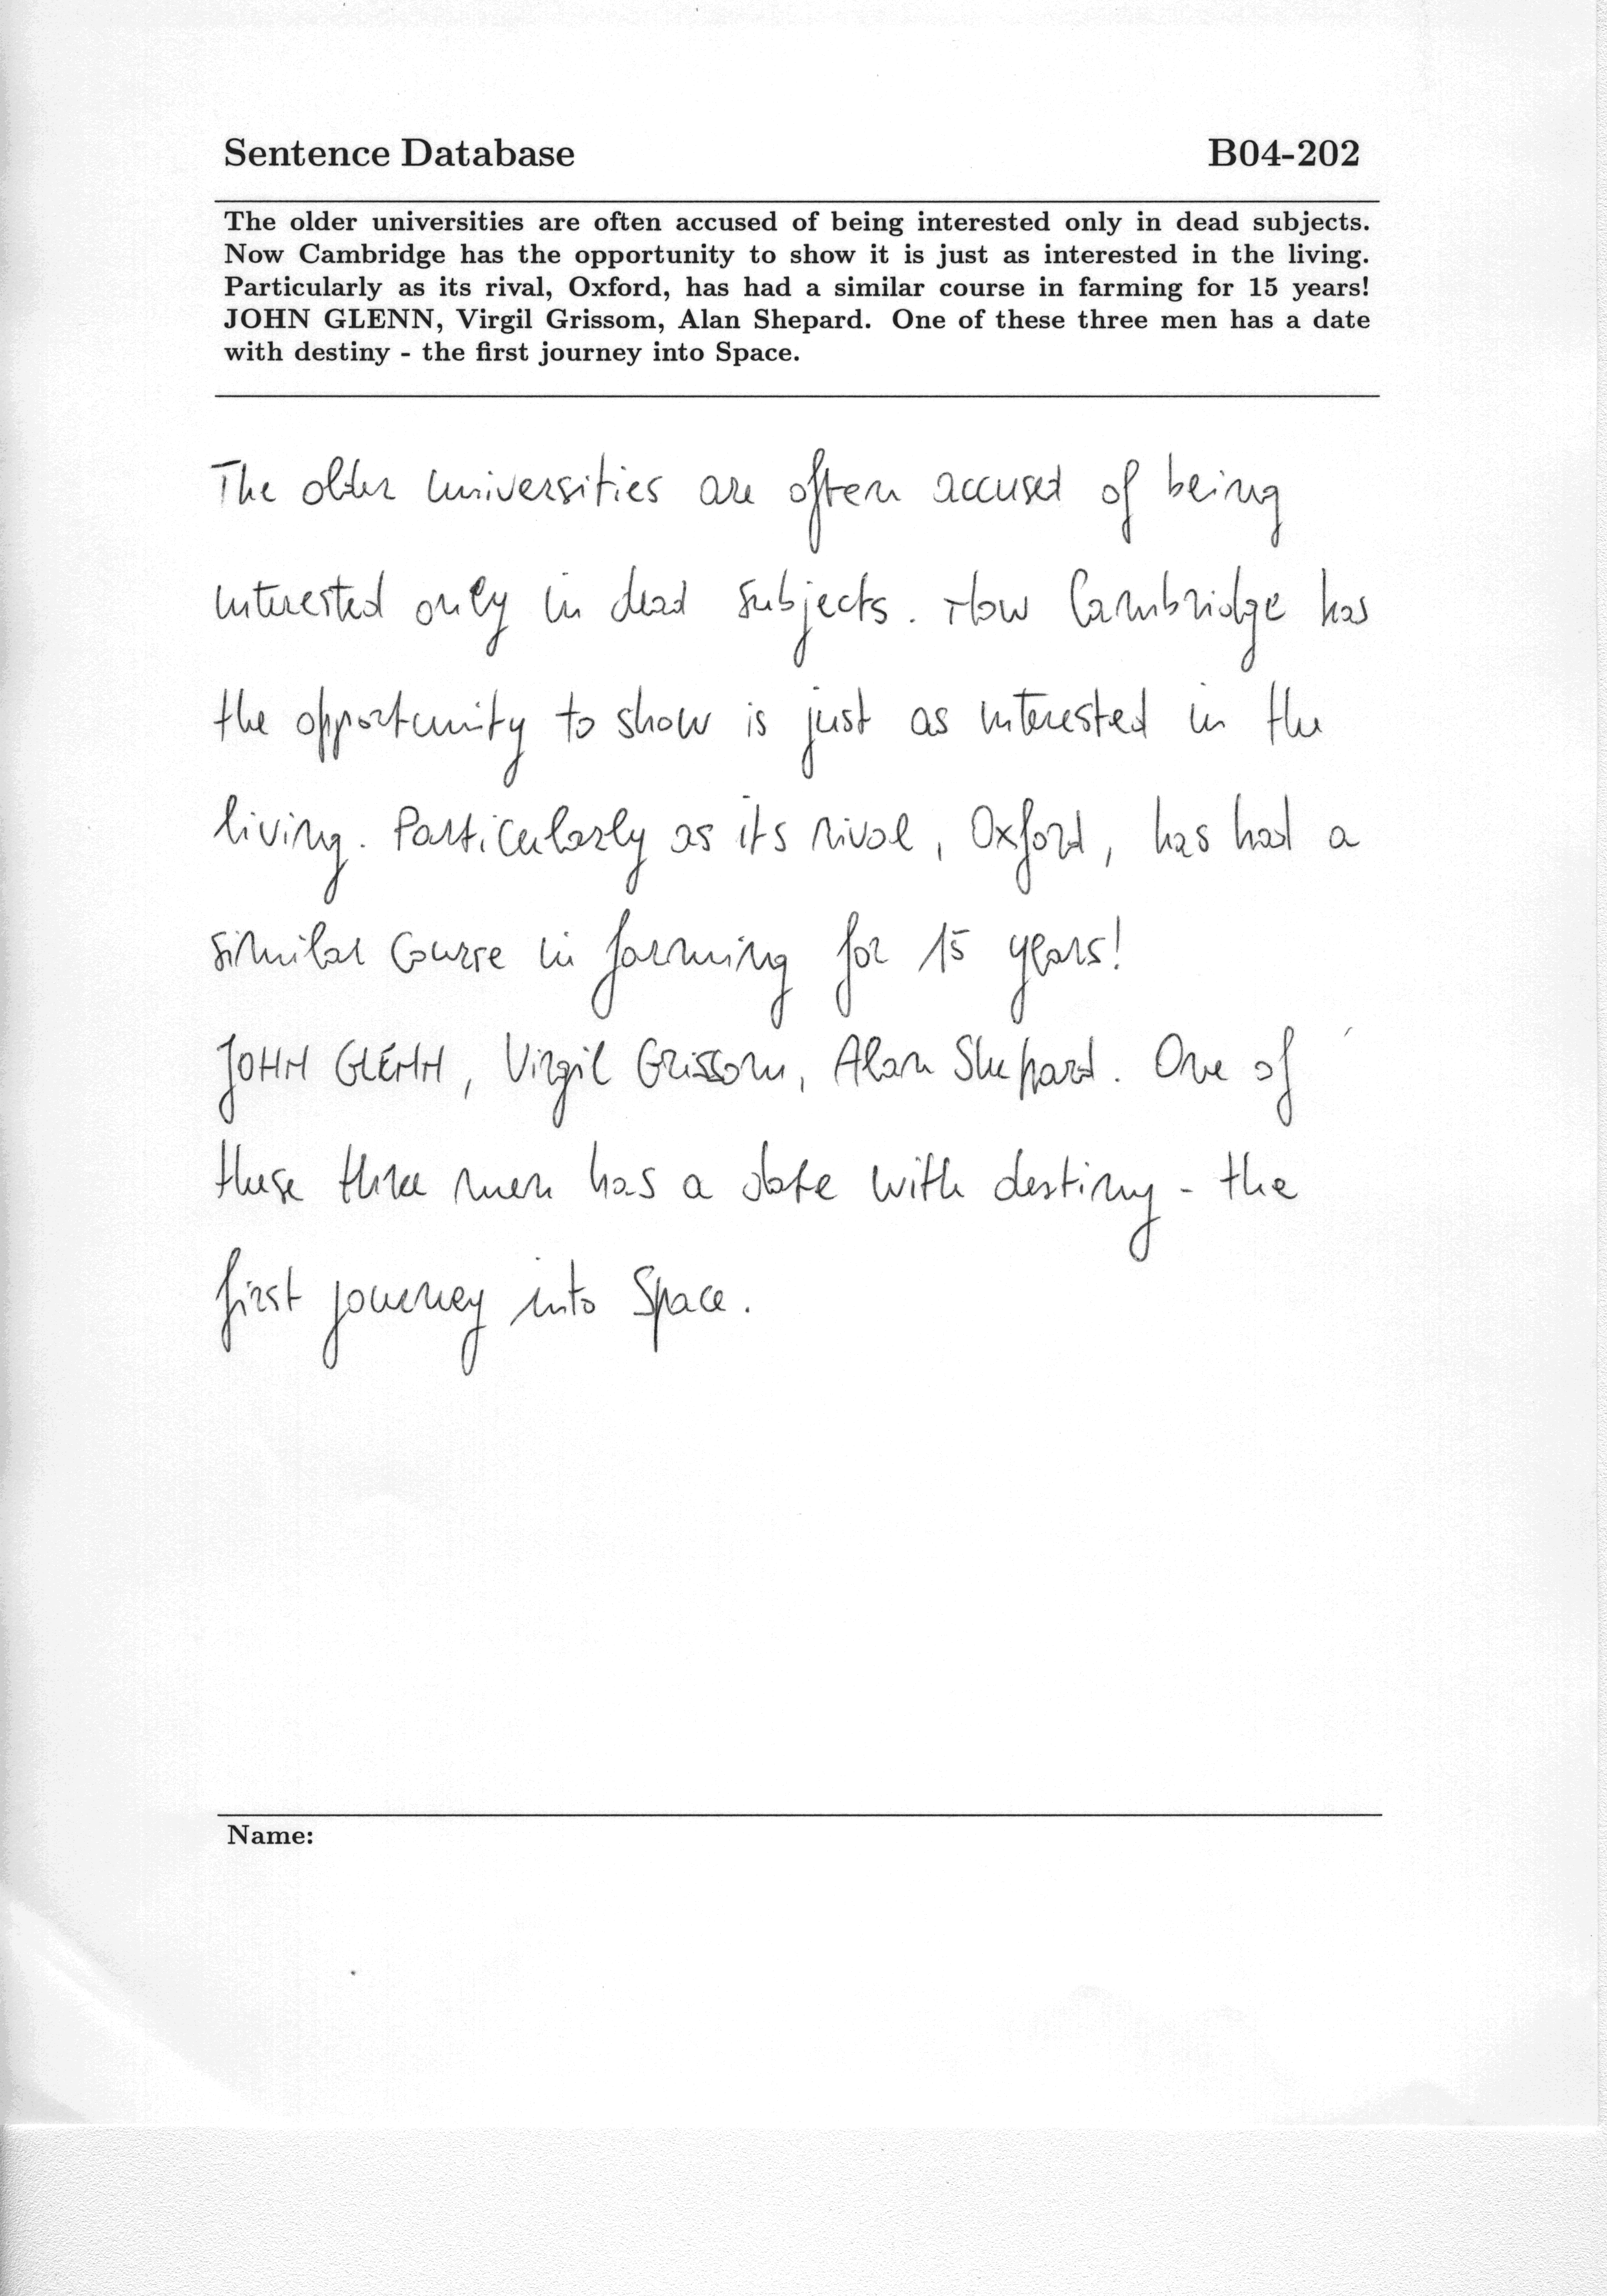 Sentence Database B04-202
The older universities are often accused of being interested only in dead subjects.
Now Cambridge has the opportunity to show it is just as interested in the living.
Particularly as its rival, Oxford, has had a similar course in farming for 15 years!
JOHN GLENN, Virgil Grissom, Alan Shepard. One of these three men has a date
with destiny - the first journey into Space.
The older universities are often accused of being
interested only in dead subjects. Now Cambridge has
the opportunity to show is just as interested in the
living. Particularly as its rival, Oxford, has had a
similar course in farming for 15 years!
JOHN GLENN, Virgil Grissom, Alan Shepard. One of
these three men has a date with destiny - the
first journey into Space.
Name: